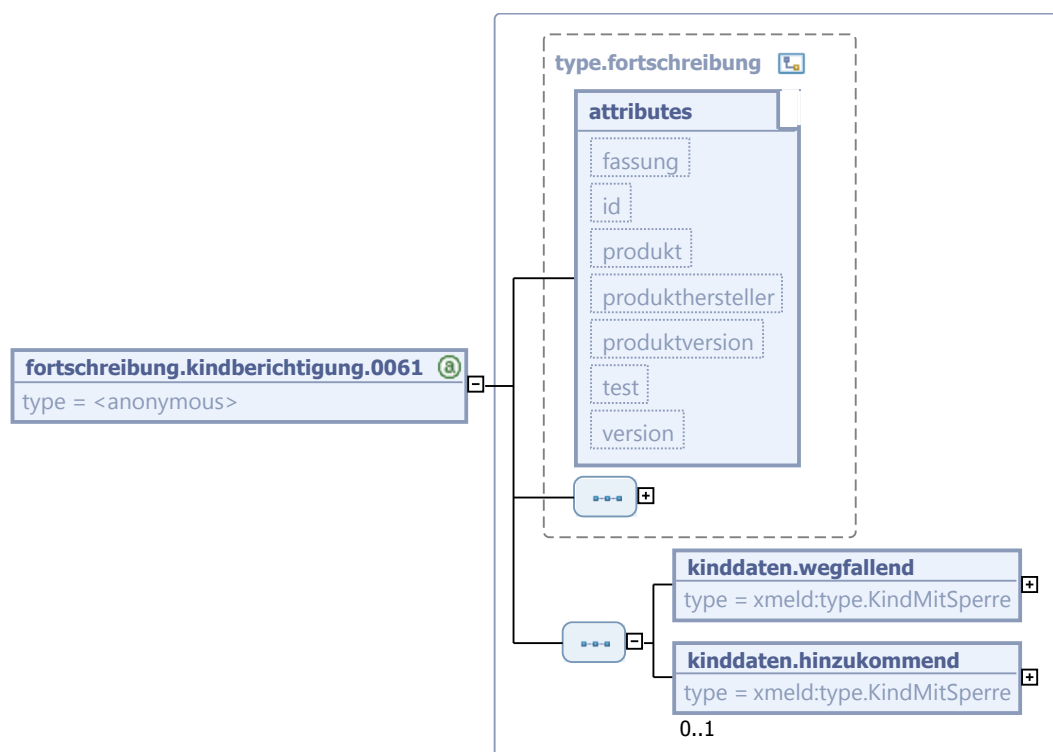 type.fortschreibung
attributes
fassung
id
produkt
produkthersteller
produktversion
test
version
fortschreibung.kindberichtigung.0061
type = <anonymous>
kinddaten.wegfallend
type = xmeld:type.KindMitSperre
kinddaten.hinzukommend
type = xmeld:type.KindMitSperre
0..1